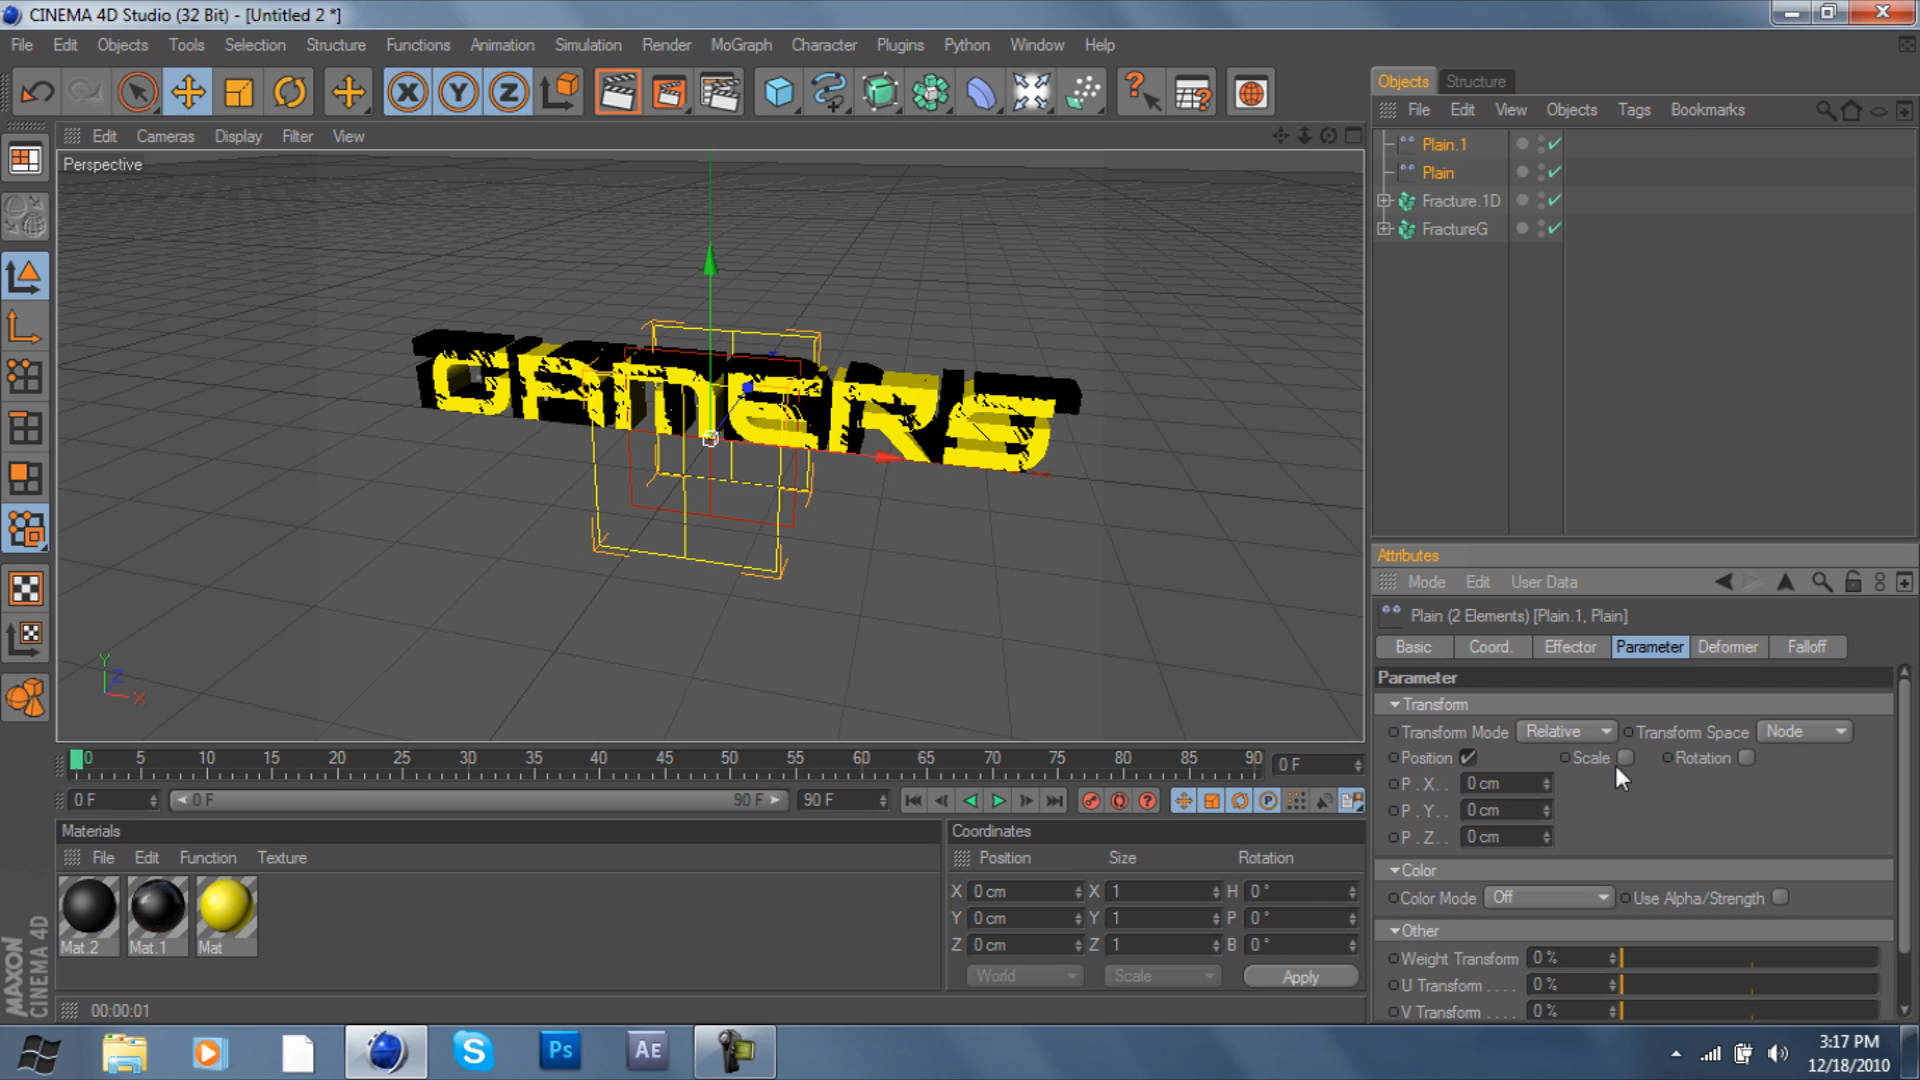 CINEMA 4D Studio (32 Bit) - [Untitled 2 *]
File Edit Objects Tools Selection Structure Functions Animation Simulation Render MoGraph Character Plugins Python Window Help
X Y Z
Objects Structure
File Edit View Objects Tags Bookmarks
Edit Cameras Display Filter View
Perspective
Plain.1
Plain
Fracture.1D
FractureG
GAMERS
Y
Z
X
Attributes
Mode Edit User Data
Plain (2 Elements) [Plain.1, Plain]
Basic Coord. Effector Parameter Deformer Falloff
Parameter
Transform
Transform Mode Relative Transform Space Node
Position Scale Rotation
P . X . . 0 cm
P . Y . . 0 cm
P . Z . . 0 cm
Color
Color Mode Off Use Alpha/Strength
Other
Weight Transform 0 %
U Transform . . . . 0 %
V Transform . . . . 0 %
0 5 10 15 20 25 30 35 40 45 50 55 60 65 70 75 80 85 90 0 F
0 F 0 F 90 F 90 F
P
Materials
File Edit Function Texture
Mat.2 Mat.1 Mat
Coordinates
Position Size Rotation
X 0 cm X 1 H 0 °
Y 0 cm Y 1 P 0 °
Z 0 cm Z 1 B 0 °
World Scale Apply
MAXON
CINEMA 4D
00:00:01
Ps
AE
3:17 PM
12/18/2010